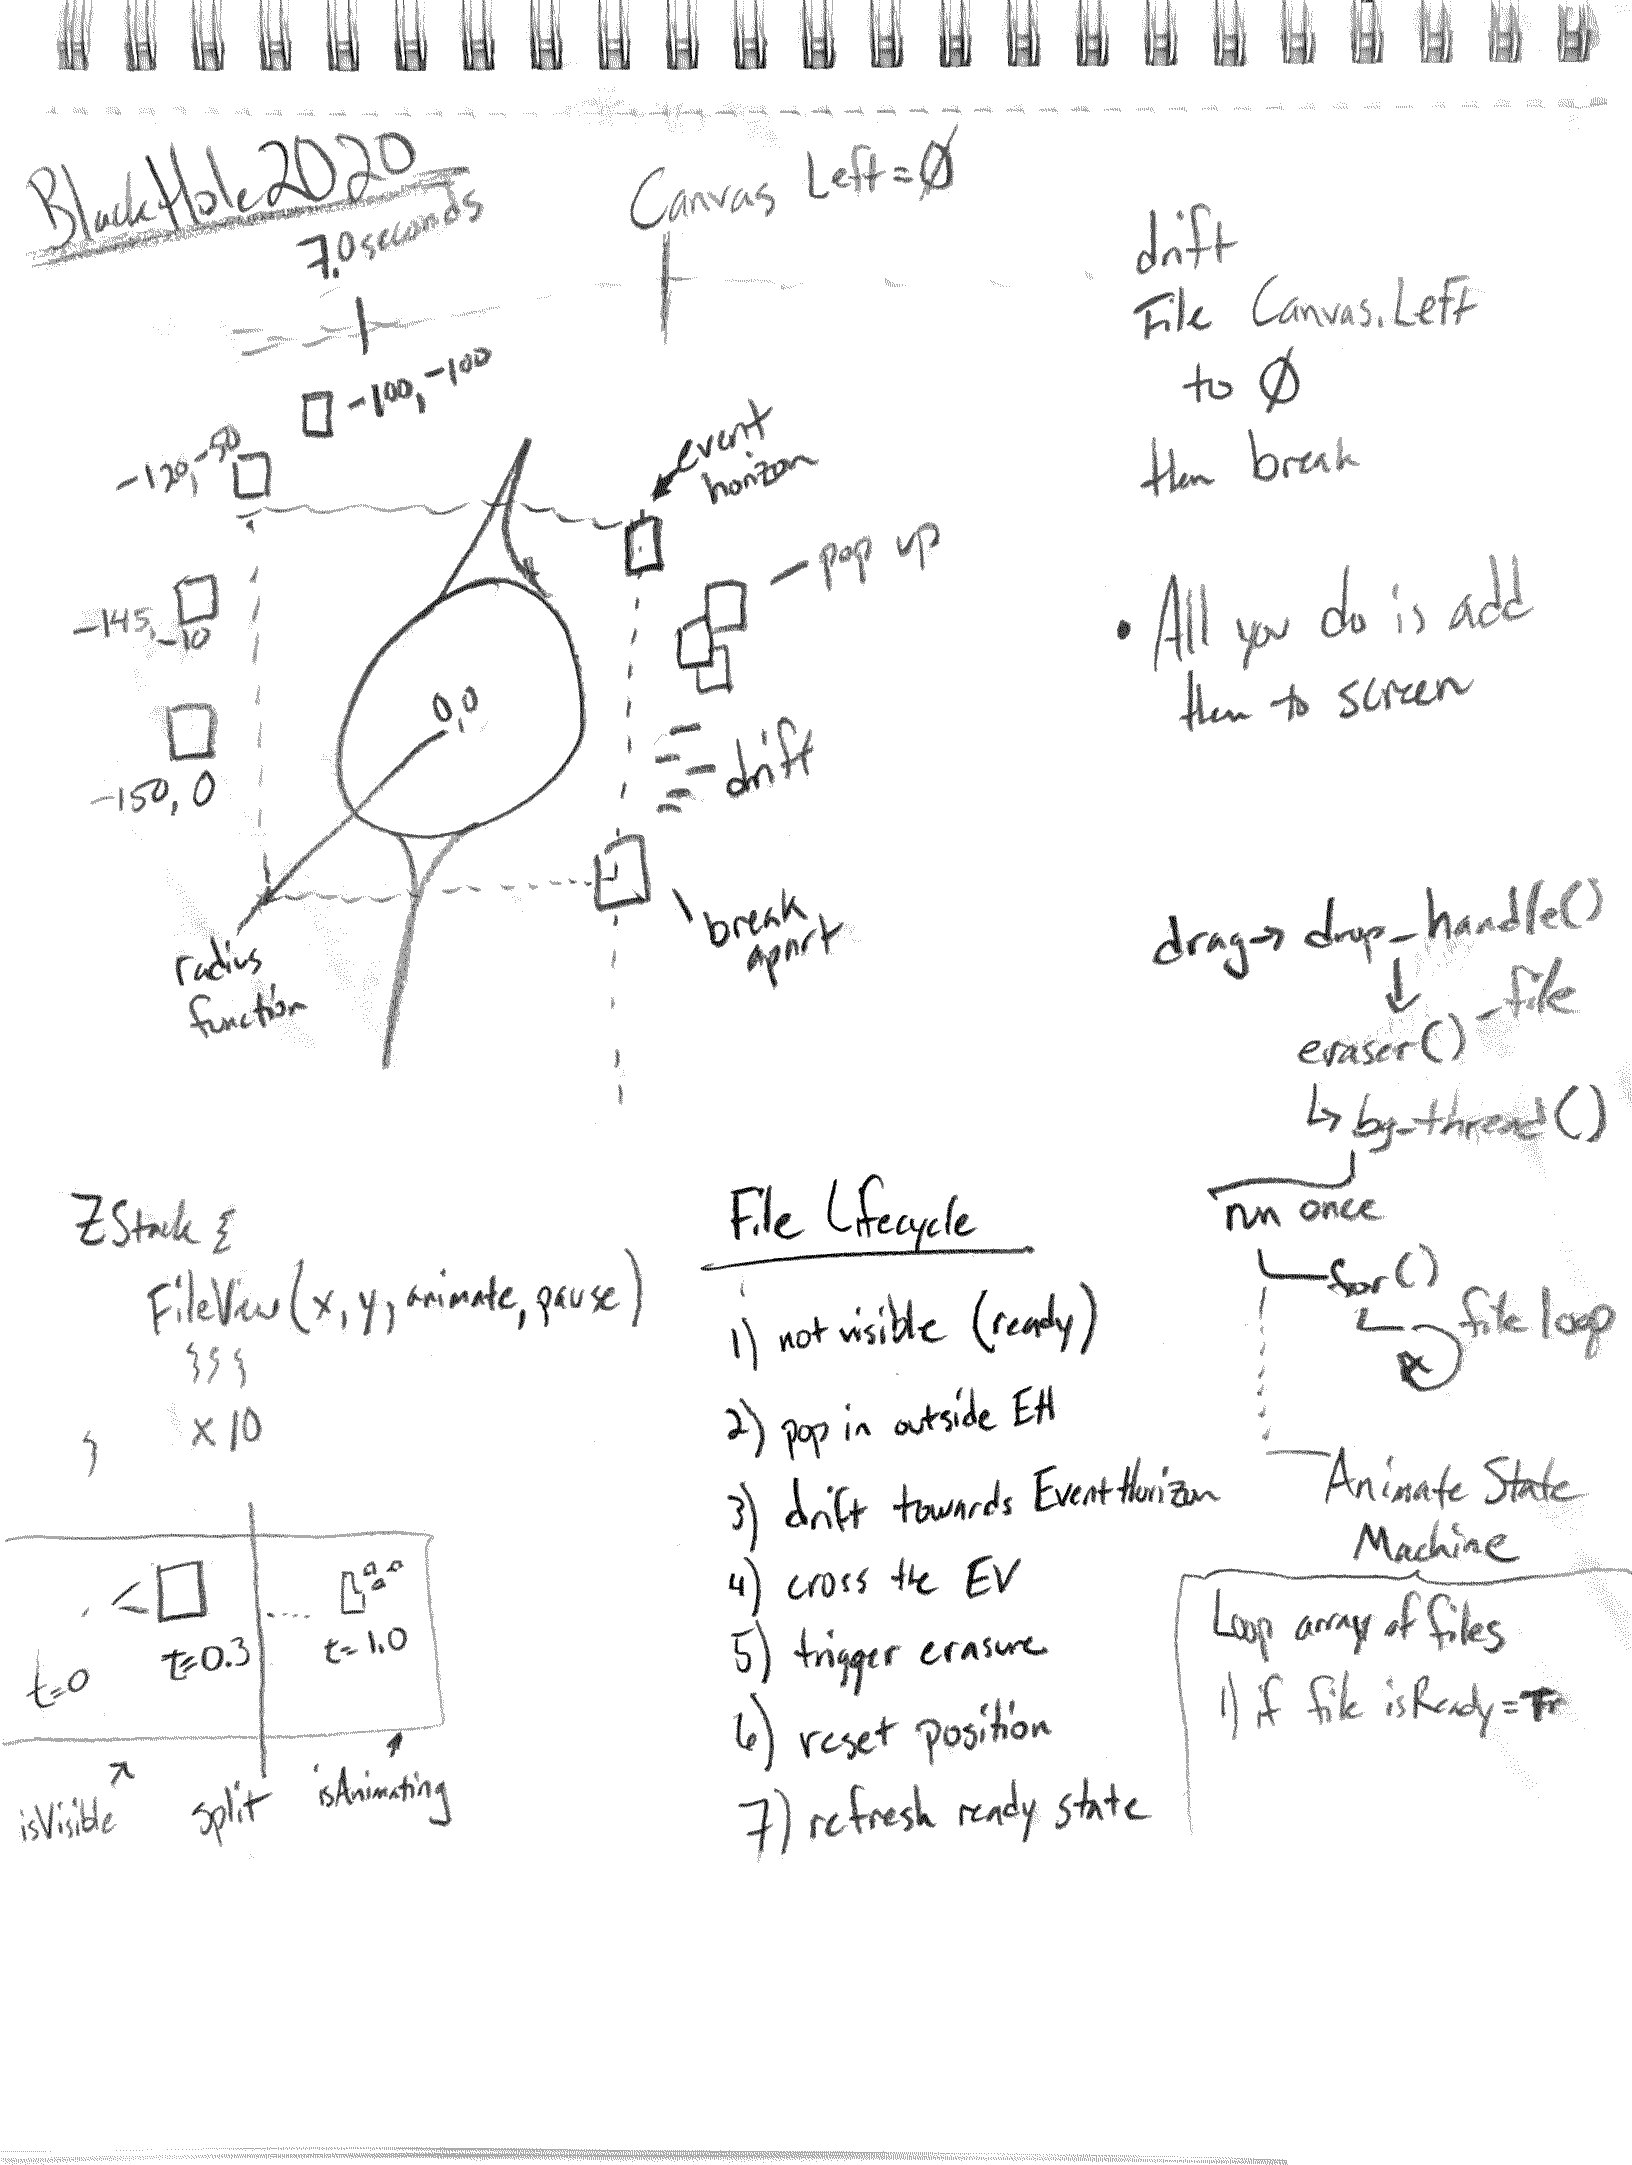 BlackHole2020
7.0 seconds
Canvas Left = Ø
drift
File Canvas.Left
to Ø
then break
-100, -100
-120, -50
event
horizon
pop up
-145, -10
• All you do is add
them to screen
0,0
drift
-150, 0
break
apart
radius
function
drag → drop_handle()
eraser() - file
↳ bg_thread()
run once
for()
file loop
Animate State
Machine
Loop array of files
1) if file isReady = Tr
ZStack {
FileView(x, y, animate, pause)
}}}
x 10
}
File Lifecycle
1) not visible (ready)
2) pop in outside EH
3) drift towards EventHorizon
4) cross the EV
5) trigger erasure
6) reset position
7) refresh ready state
t=0
t=0.3
t=1.0
isVisible
split
isAnimating